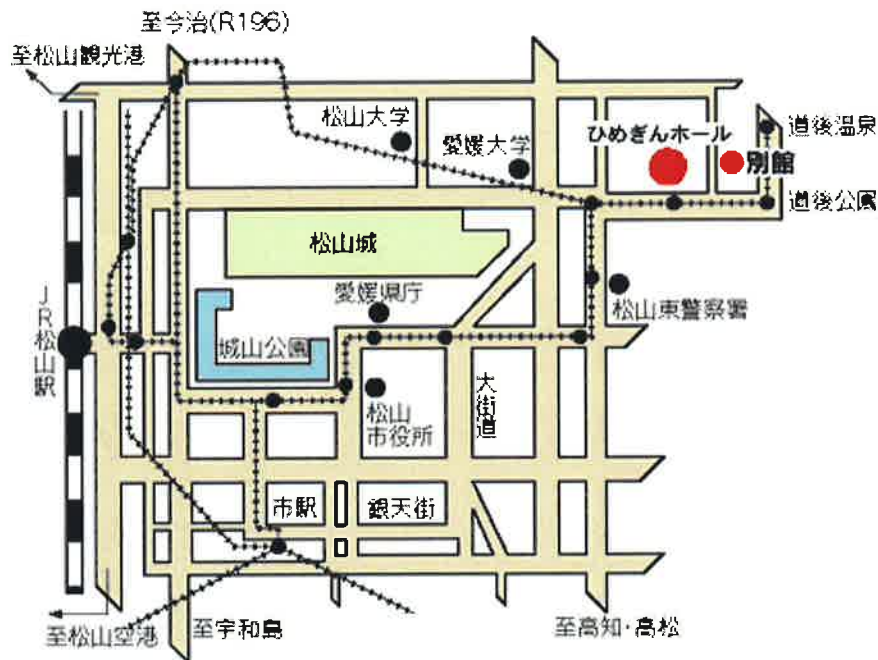 至今治(R196)
至松山観光港
松山大学
愛媛大学
ひめぎんホール
別館
道後温泉
道後公園
松山城
愛媛県庁
松山東警察署
城山公園
JR松山駅
大街道
松山
市役所
市駅
銀天街
至松山空港
至宇和島
至高知・高松